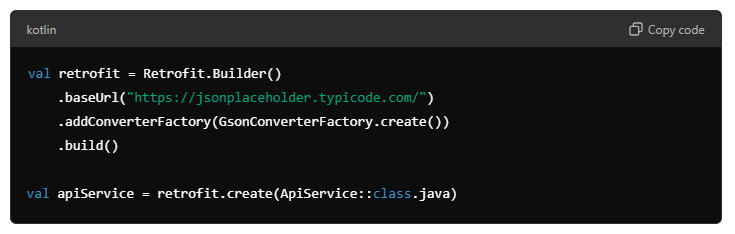 kotlin
Copy code
val retrofit = Retrofit.Builder()
    .baseUrl("https://jsonplaceholder.typicode.com/")
    .addConverterFactory(GsonConverterFactory.create())
    .build()

val apiService = retrofit.create(ApiService::class.java)